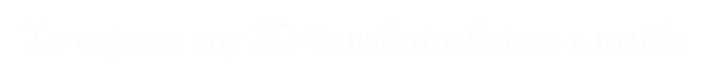 To express any 2D transformation as a matrix